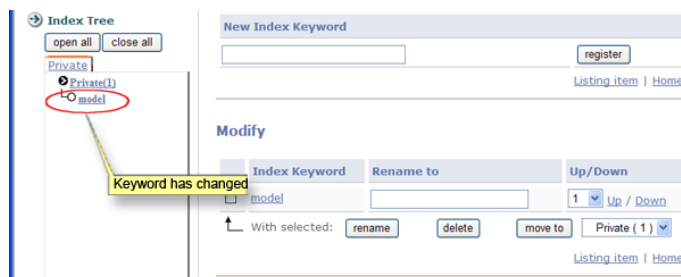 Index Tree
open all close all
Private
Private(1)
model
Keyword has changed
New Index Keyword
register
Listing item | Home
Modify
Index Keyword Rename to Up/Down
model 1 Up / Down
With selected: rename delete move to Private ( 1 )
Listing item | Home